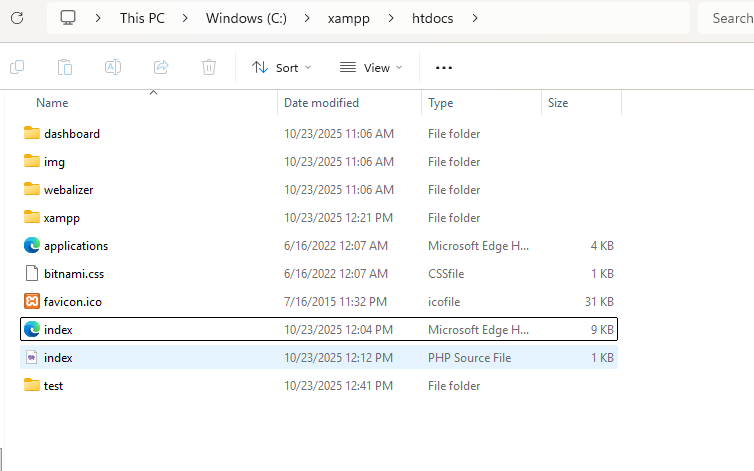 This PC > Windows (C:) > xampp > htdocs > Search
Sort View ...
Name Date modified Type Size
dashboard 10/23/2025 11:06 AM File folder
img 10/23/2025 11:06 AM File folder
webalizer 10/23/2025 11:06 AM File folder
xampp 10/23/2025 12:21 PM File folder
applications 6/16/2022 12:07 AM Microsoft Edge H... 4 KB
bitnami.css 6/16/2022 12:07 AM CSSfile 1 KB
favicon.ico 7/16/2015 11:32 PM icofile 31 KB
index 10/23/2025 12:04 PM Microsoft Edge H... 9 KB
index 10/23/2025 12:12 PM PHP Source File 1 KB
test 10/23/2025 12:41 PM File folder